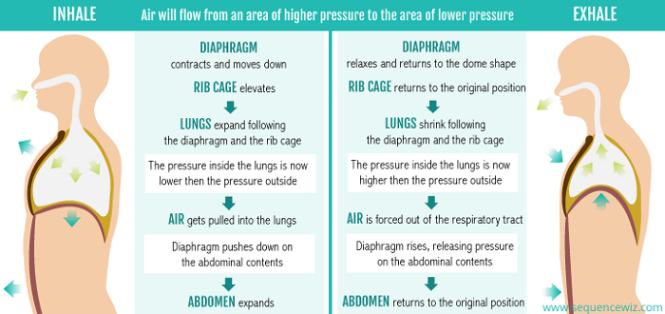 INHALE
Air will flow from an area of higher pressure to the area of lower pressure
EXHALE
DIAPHRAGM
contracts and moves down
RIB CAGE elevates
LUNGS expand following
the diaphragm and the rib cage
The pressure inside the lungs is now
lower then the pressure outside
AIR gets pulled into the lungs
Diaphragm pushes down on
the abdominal contents
ABDOMEN expands
DIAPHRAGM
relaxes and returns to the dome shape
RIB CAGE returns to the original position
LUNGS shrink following
the diaphragm and the rib cage
The pressure inside the lungs is now
higher then the pressure outside
AIR is forced out of the respiratory tract
Diaphragm rises, releasing pressure
on the abdominal contents
ABDOMEN returns to the original position
www.sequencewiz.com